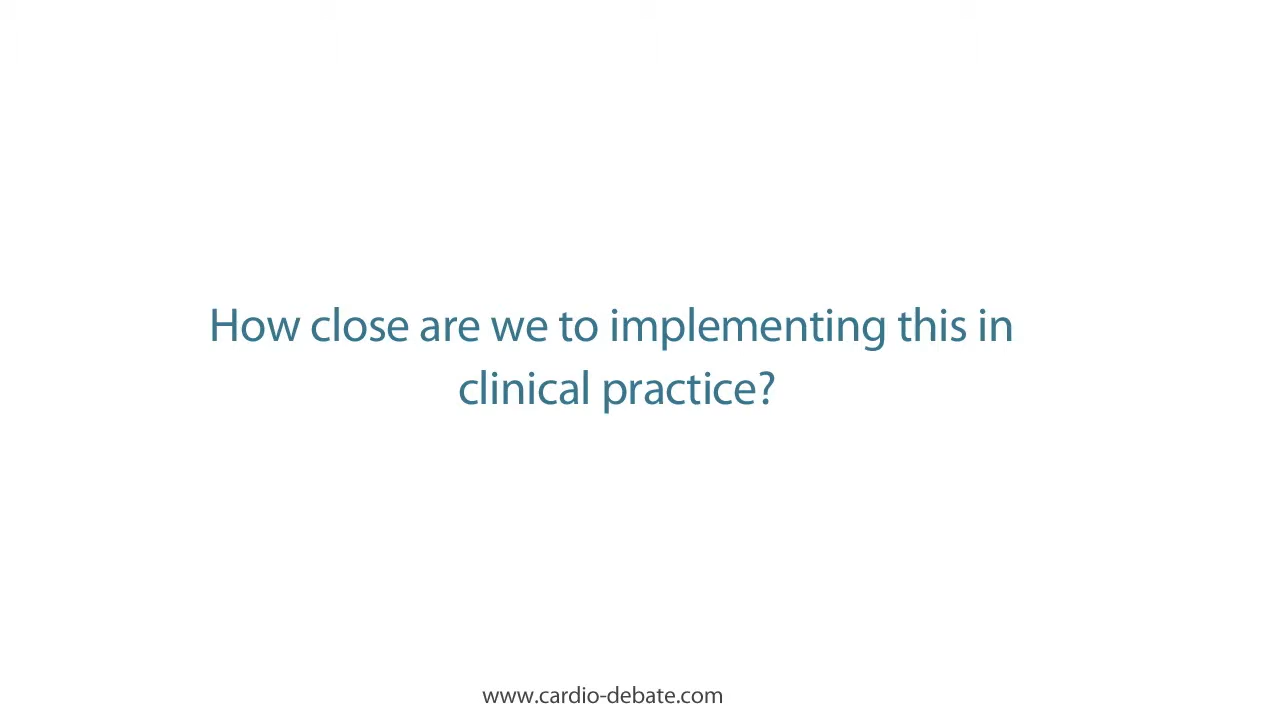 How close are we to implementing this in
clinical practice?
www.cardio-debate.com